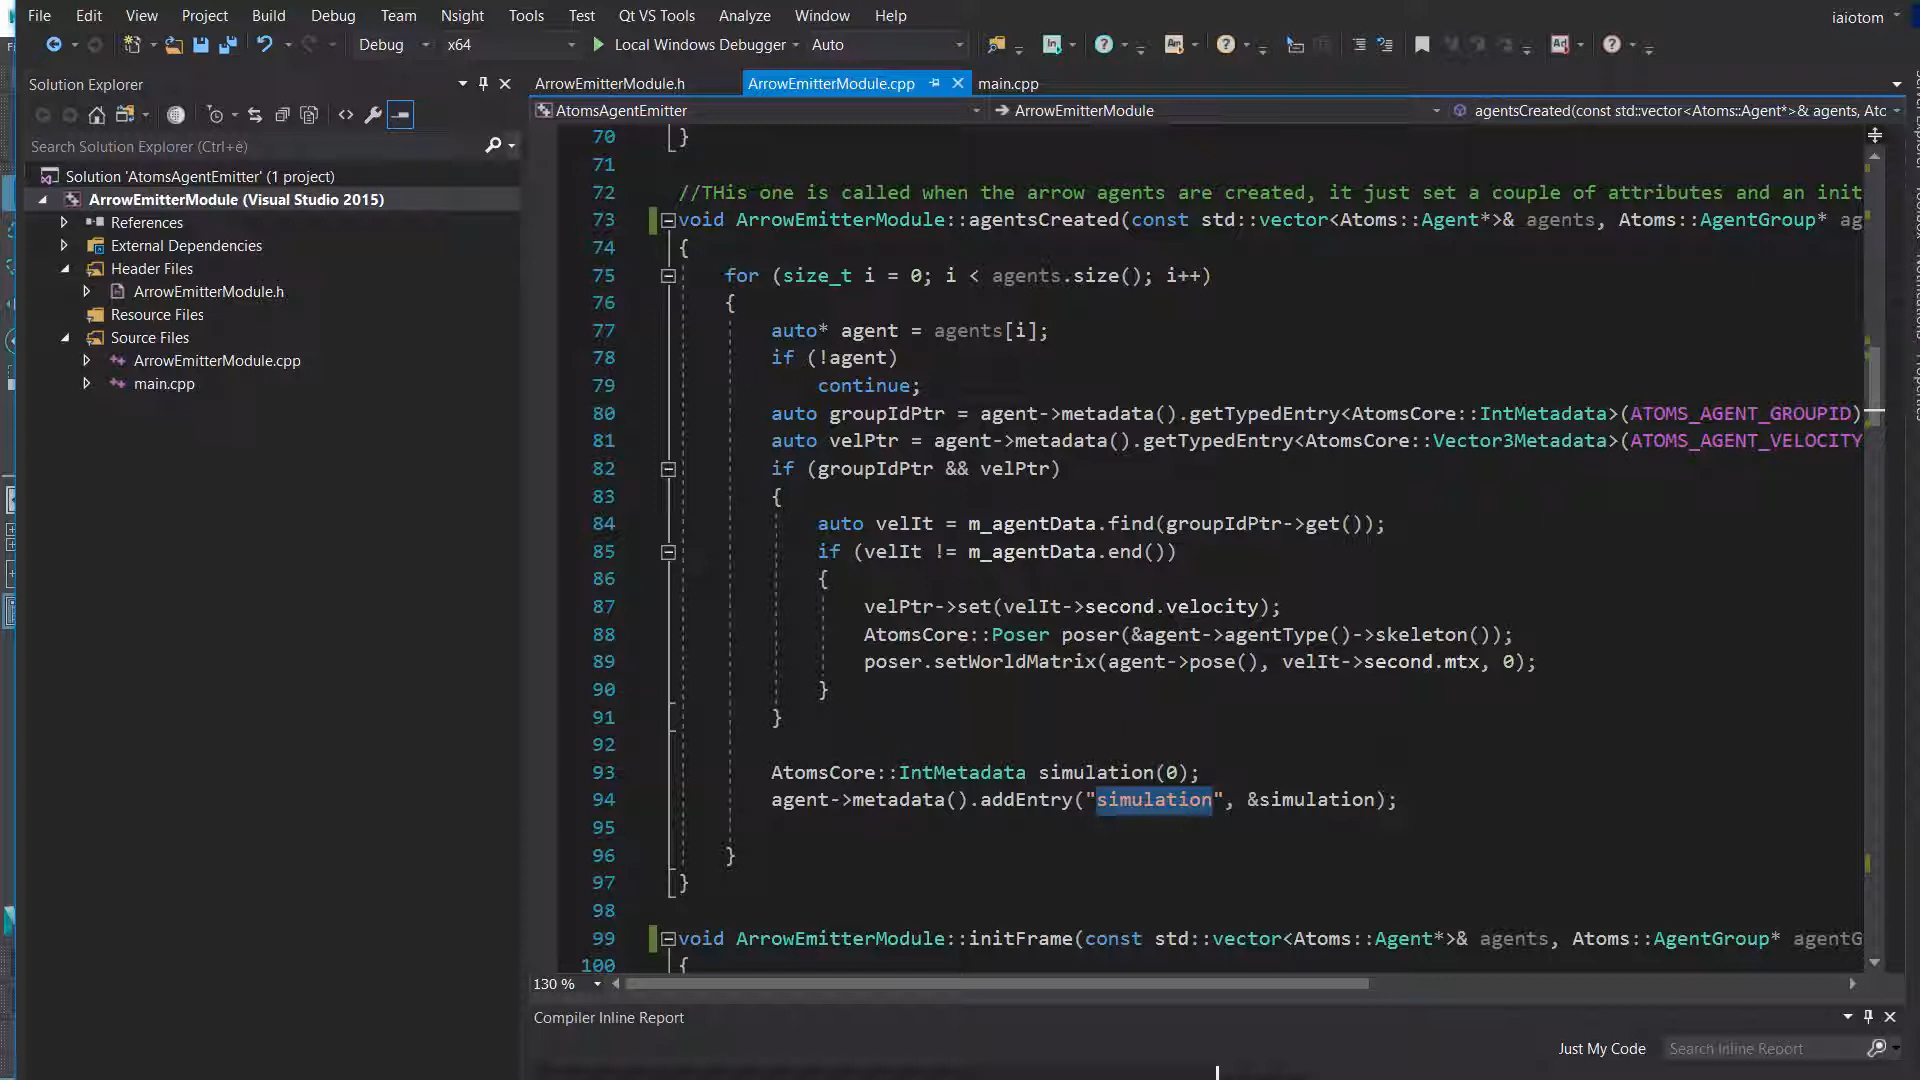 File Edit View Project Build Debug Team Nsight Tools Test Qt VS Tools Analyze Window Help
iaiotom
Debug x64 Local Windows Debugger Auto
Solution Explorer
ArrowEmitterModule.h ArrowEmitterModule.cpp main.cpp
AtomsAgentEmitter ArrowEmitterModule agentsCreated(const std::vector<Atoms::Agent*>& agents, Atc
Search Solution Explorer (Ctrl+è)
Solution 'AtomsAgentEmitter' (1 project)
ArrowEmitterModule (Visual Studio 2015)
References
External Dependencies
Header Files
ArrowEmitterModule.h
Resource Files
Source Files
ArrowEmitterModule.cpp
main.cpp
70 }
71
72 //THis one is called when the arrow agents are created, it just set a couple of attributes and an init
73 void ArrowEmitterModule::agentsCreated(const std::vector<Atoms::Agent*>& agents, Atoms::AgentGroup* ag
74 {
75 for (size_t i = 0; i < agents.size(); i++)
76 {
77 auto* agent = agents[i];
78 if (!agent)
79 continue;
80 auto groupIdPtr = agent->metadata().getTypedEntry<AtomsCore::IntMetadata>(ATOMS_AGENT_GROUPID)
81 auto velPtr = agent->metadata().getTypedEntry<AtomsCore::Vector3Metadata>(ATOMS_AGENT_VELOCITY
82 if (groupIdPtr && velPtr)
83 {
84 auto velIt = m_agentData.find(groupIdPtr->get());
85 if (velIt != m_agentData.end())
86 {
87 velPtr->set(velIt->second.velocity);
88 AtomsCore::Poser poser(&agent->agentType()->skeleton());
89 poser.setWorldMatrix(agent->pose(), velIt->second.mtx, 0);
90 }
91 }
92
93 AtomsCore::IntMetadata simulation(0);
94 agent->metadata().addEntry("simulation", &simulation);
95
96 }
97 }
98
99 void ArrowEmitterModule::initFrame(const std::vector<Atoms::Agent*>& agents, Atoms::AgentGroup* agentG
100 {
130 %
Compiler Inline Report
Just My Code Search Inline Report